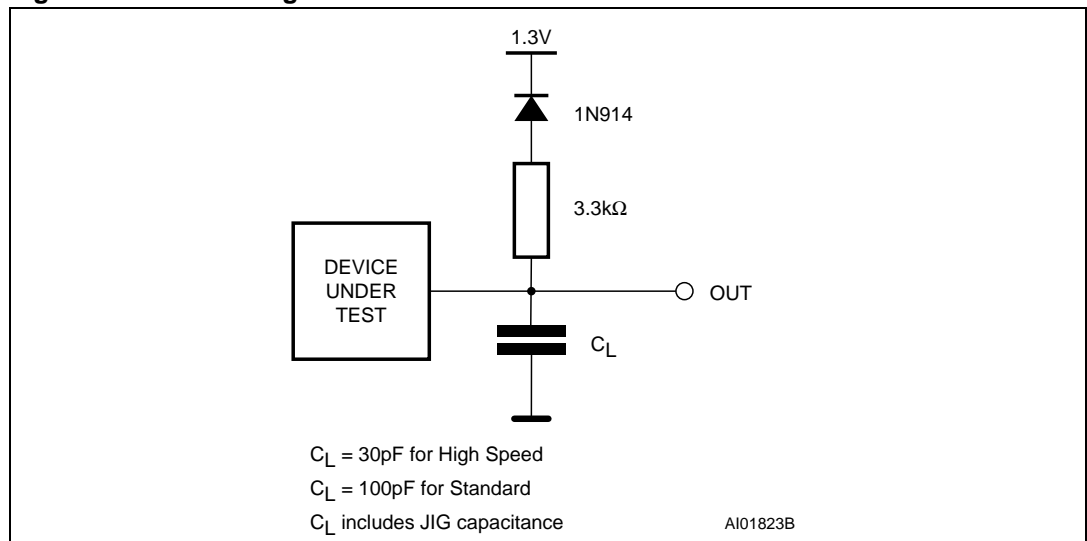 1.3V
1N914
3.3kΩ
DEVICE
UNDER
TEST
OUT
CL
CL = 30pF for High Speed
CL = 100pF for Standard
CL includes JIG capacitance
AI01823B